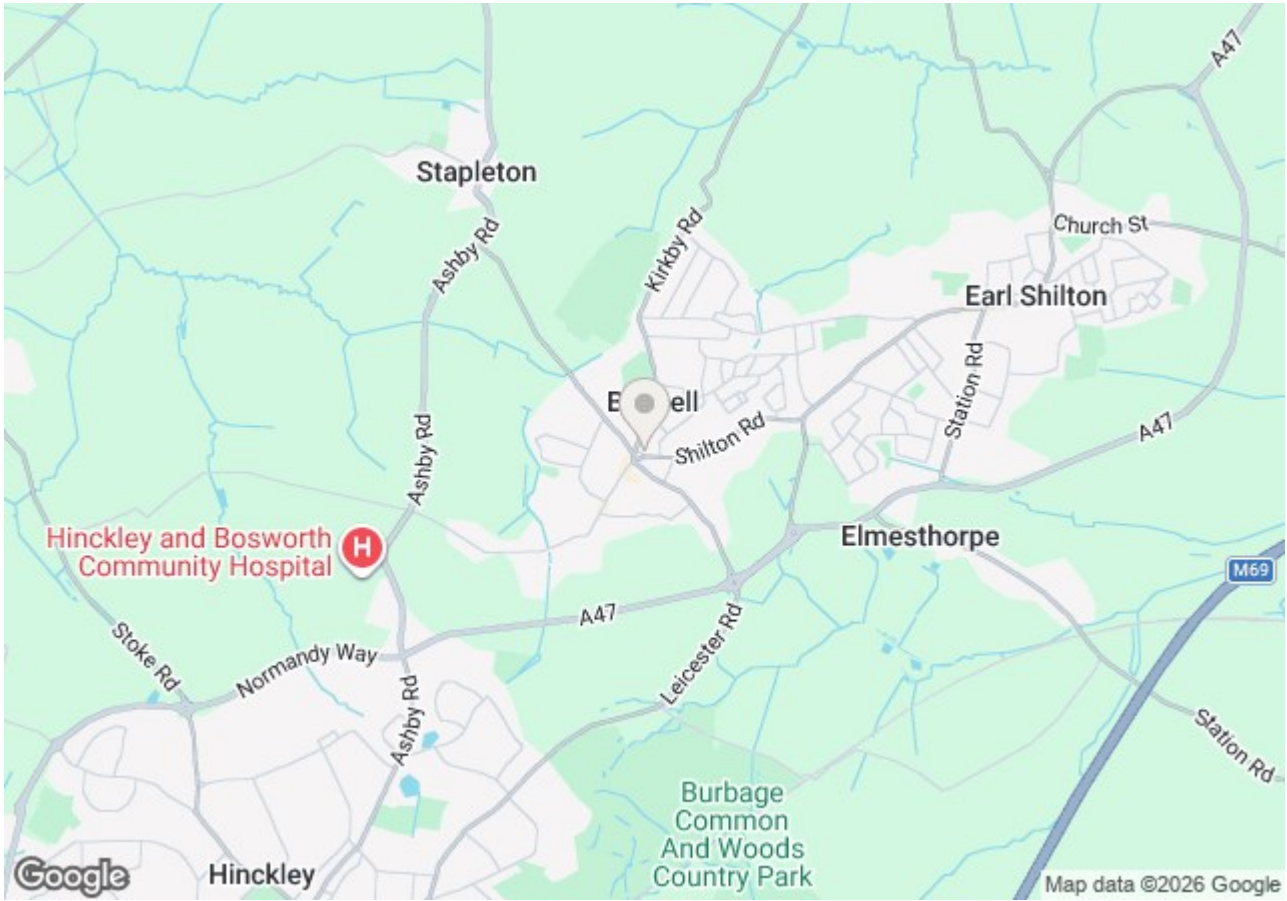 A47
Stapleton
Church St
Kirkby Rd
Ashby Rd
Earl Shilton
Station Rd
Shilton Rd
A47
Ashby Rd
Hinckley and Bosworth
Community Hospital
H
Elmesthorpe
M69
A47
Leicester Rd
Stoke Rd
Normandy Way
Ashby Rd
Station Rd
Burbage
Common
And Woods
Country Park
Hinckley
Google
Map data ©2026 Google